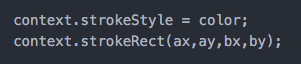 context.strokeStyle = color;
context.strokeRect(ax,ay,bx,by);